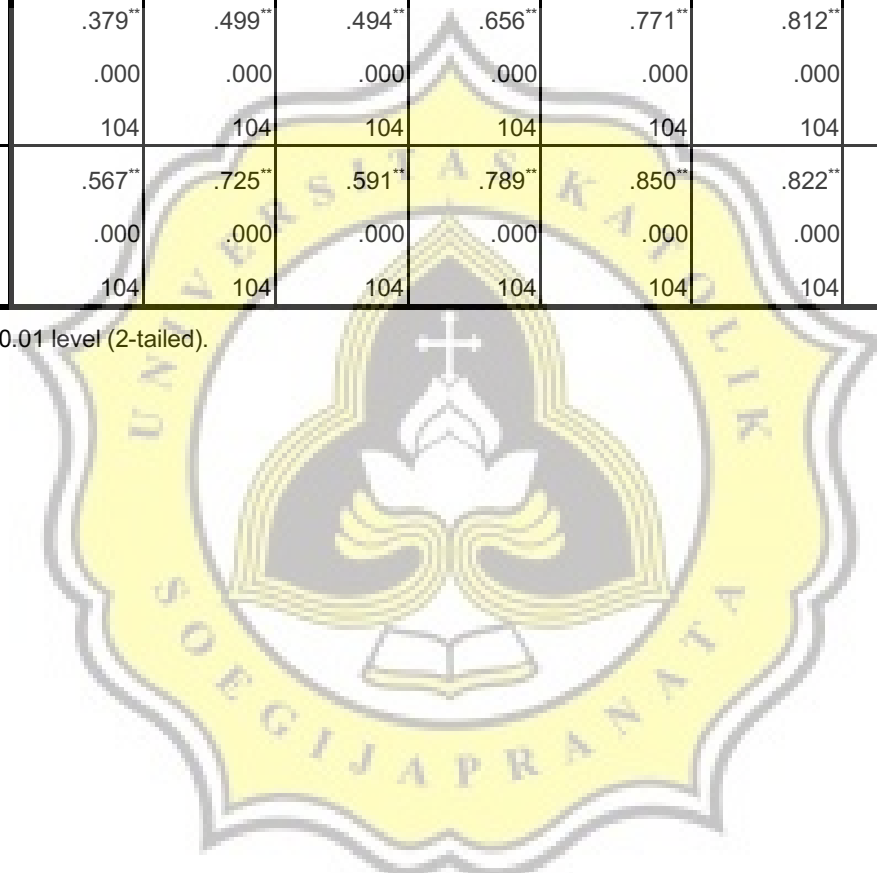 .379** .499** .494** .656** .771** .812**
.000 .000 .000 .000 .000 .000
104 104 104 104 104 104
.567** .725** .591** .789** .850** .822**
.000 .000 .000 .000 .000 .000
104 104 104 104 104 104
0.01 level (2-tailed).
UNIVERSITAS KATOLIK
SOEGIJAPRANATA